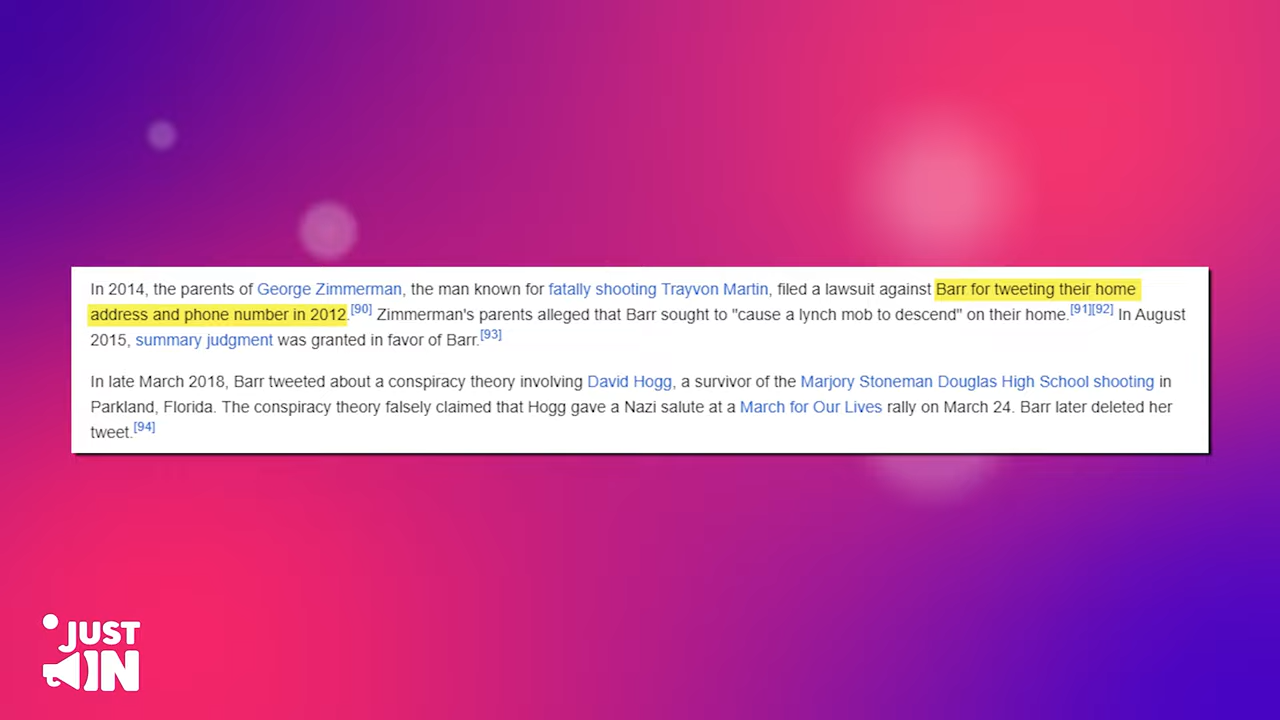 In 2014, the parents of George Zimmerman, the man known for fatally shooting Trayvon Martin, filed a lawsuit against Barr for tweeting their home
address and phone number in 2012.[90] Zimmerman's parents alleged that Barr sought to "cause a lynch mob to descend" on their home.[91][92] In August
2015, summary judgment was granted in favor of Barr.[93]
In late March 2018, Barr tweeted about a conspiracy theory involving David Hogg, a survivor of the Marjory Stoneman Douglas High School shooting in
Parkland, Florida. The conspiracy theory falsely claimed that Hogg gave a Nazi salute at a March for Our Lives rally on March 24. Barr later deleted her
tweet.[94]
JUST
IN